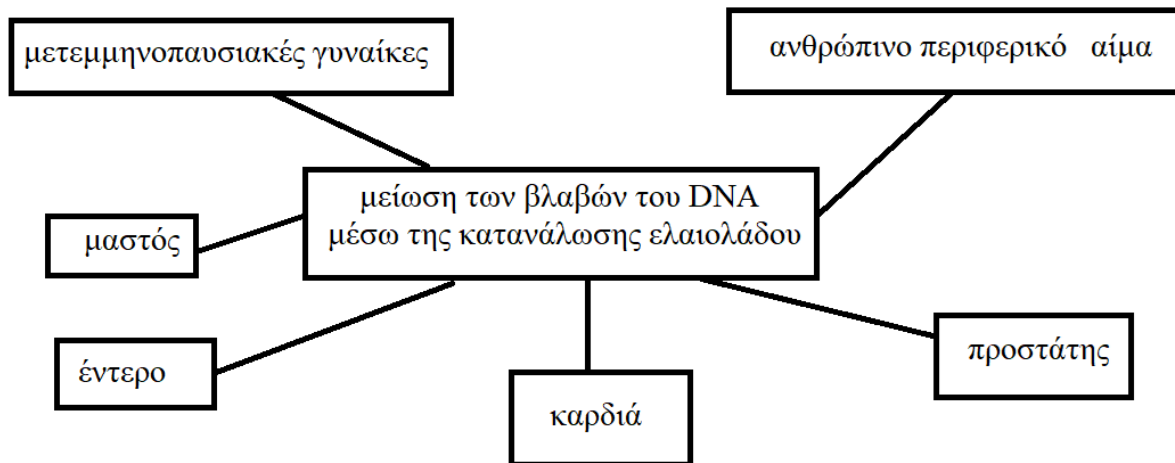 μετεμμηνοπαυσιακές γυναίκες
ανθρώπινο περιφερικό αίμα
μείωση των βλαβών του DNA
μέσω της κατανάλωσης ελαιολάδου
μαστός
έντερο
καρδιά
προστάτης